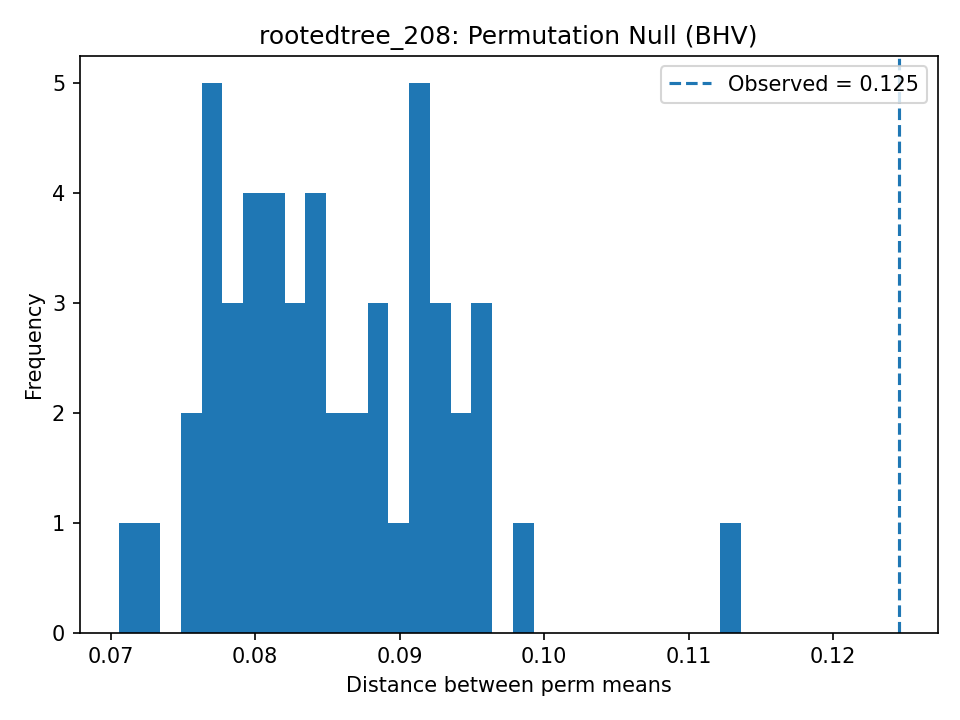 rootedtree_208: Permutation Null (BHV)
Observed = 0.125
5
4
3
2
1
0
Frequency
0.07 0.08 0.09 0.10 0.11 0.12
Distance between perm means